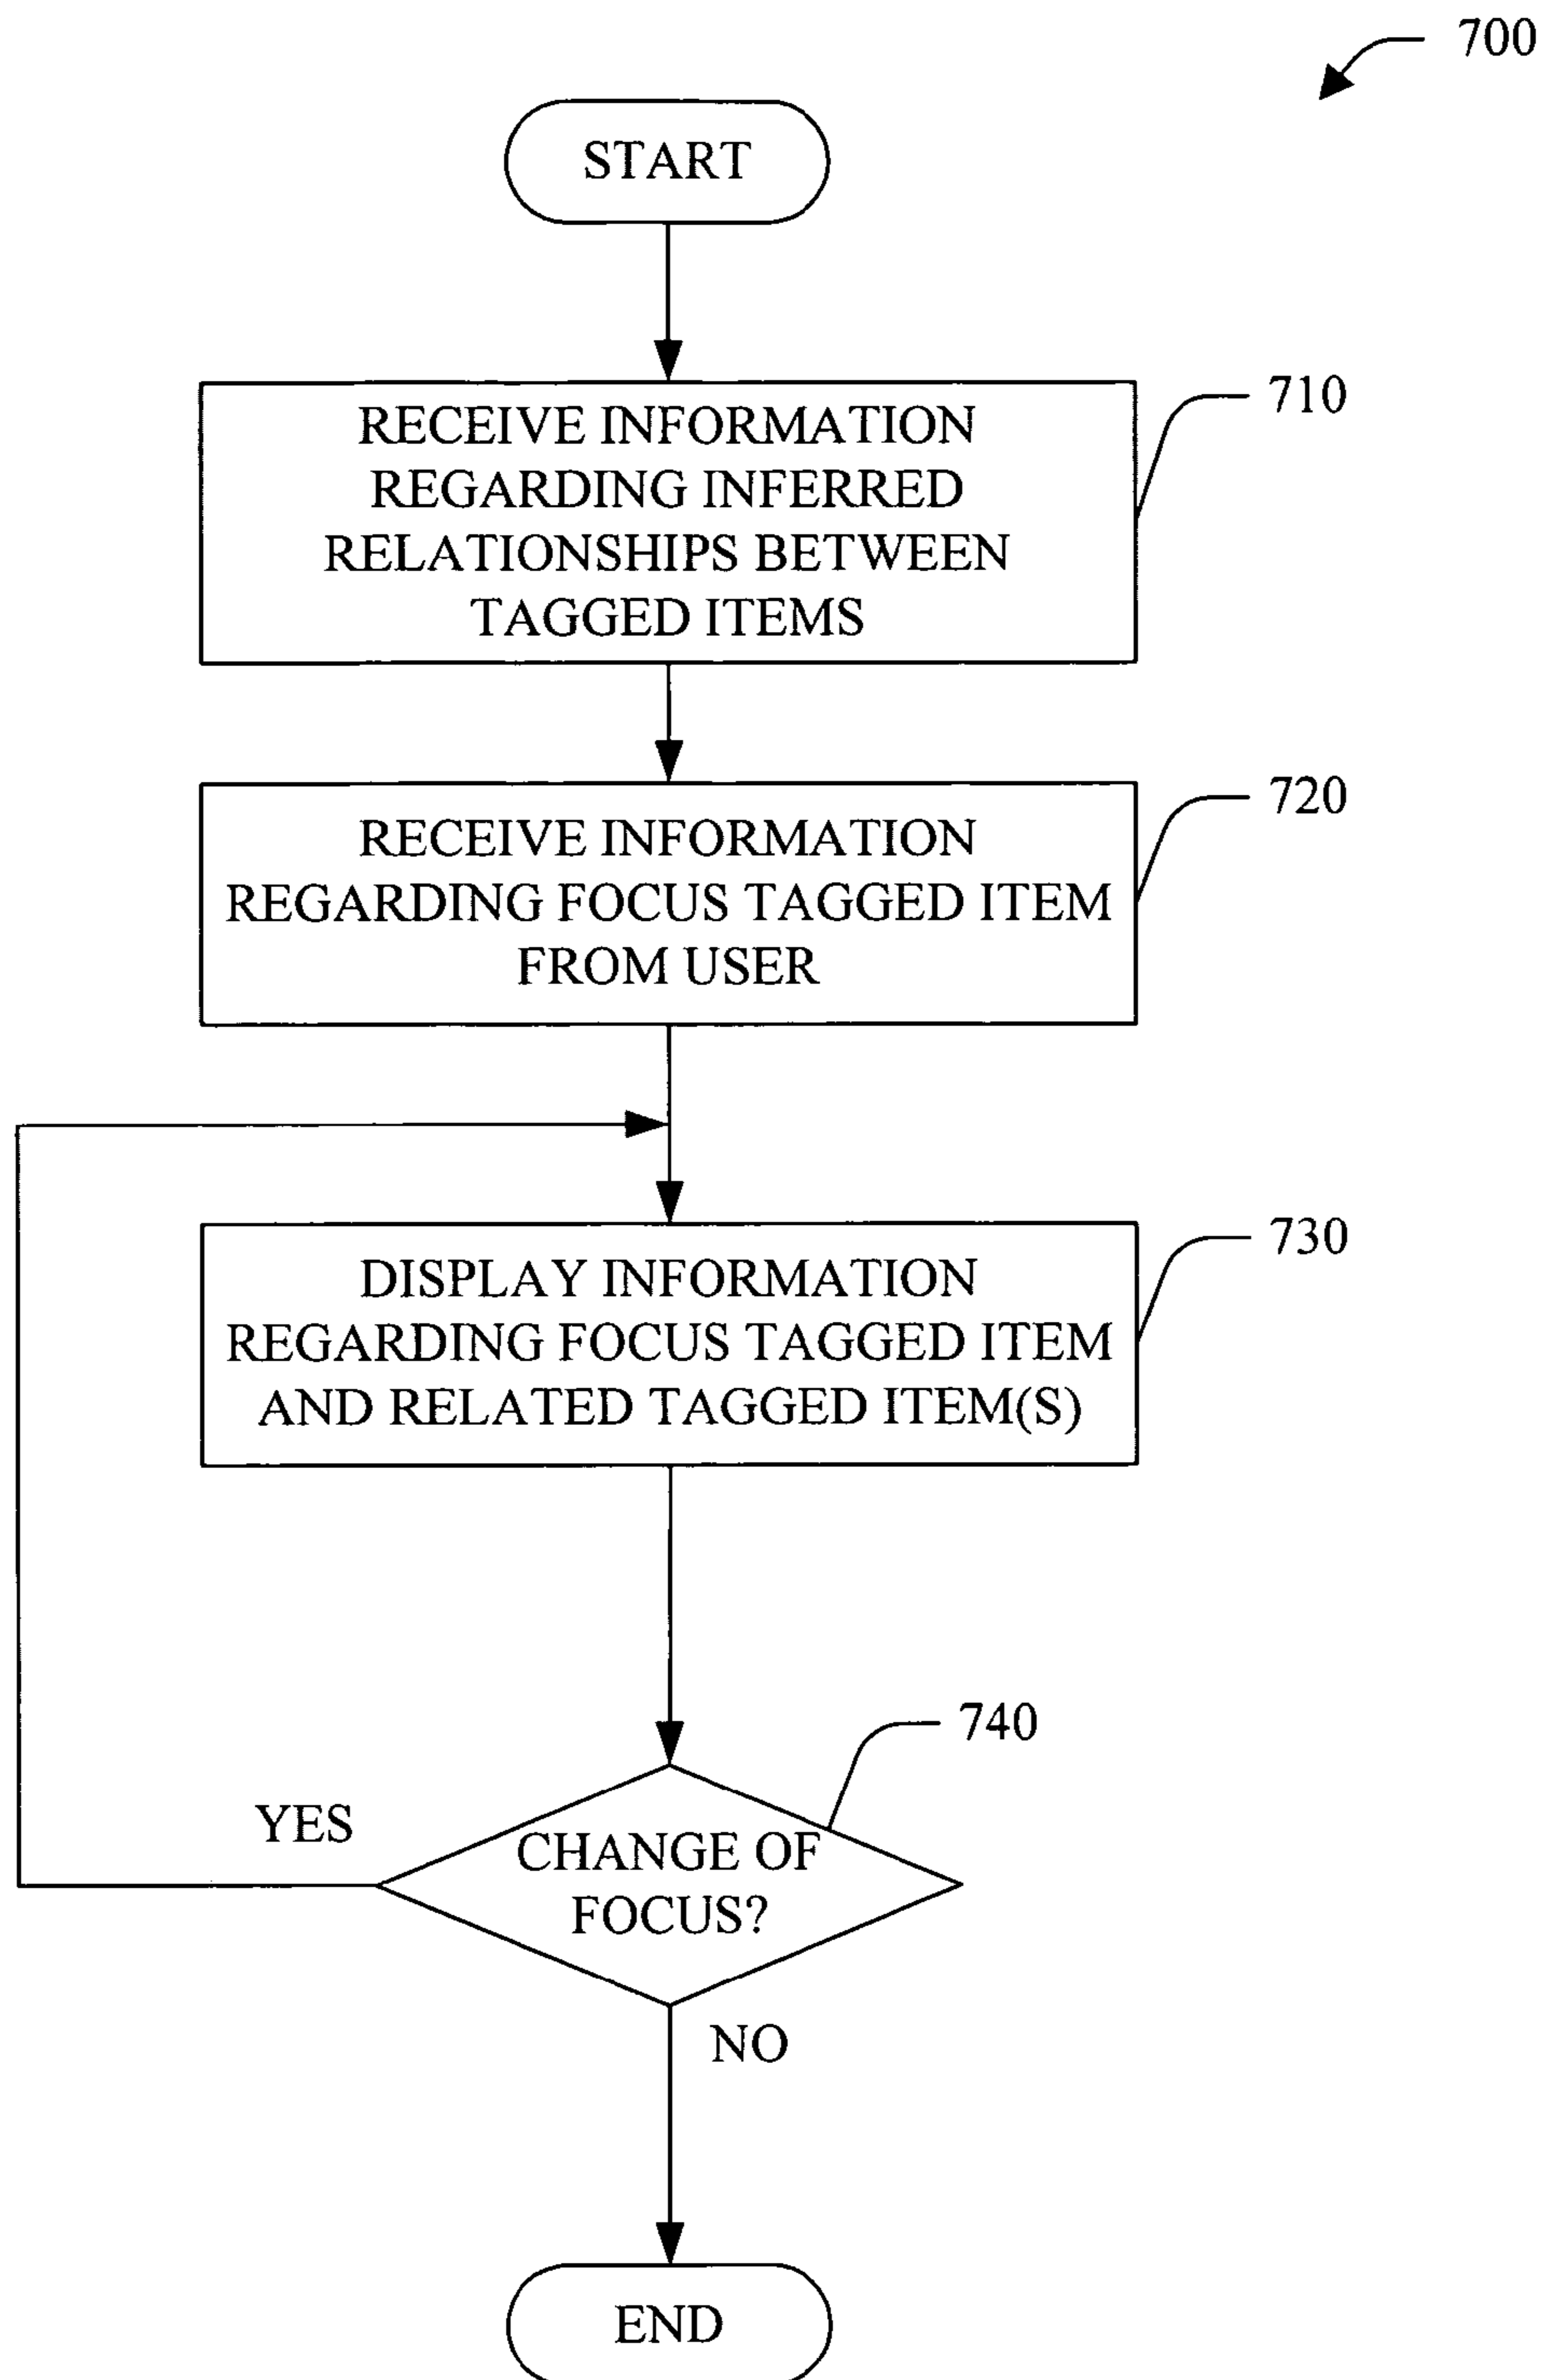 700
START
RECEIVE INFORMATION
REGARDING INFERRED
RELATIONSHIPS BETWEEN
TAGGED ITEMS
710
RECEIVE INFORMATION
REGARDING FOCUS TAGGED ITEM
FROM USER
720
DISPLAY INFORMATION
REGARDING FOCUS TAGGED ITEM
AND RELATED TAGGED ITEM(S)
730
740
YES
CHANGE OF
FOCUS?
NO
END